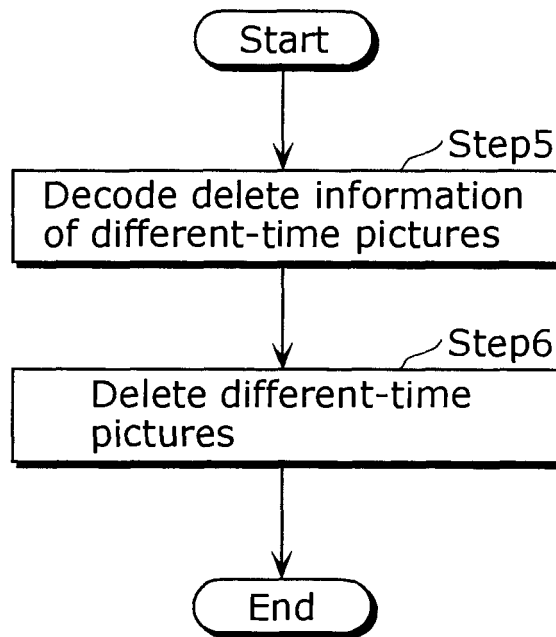 Start
Step5
Decode delete information
of different-time pictures
Step6
Delete different-time
pictures
End